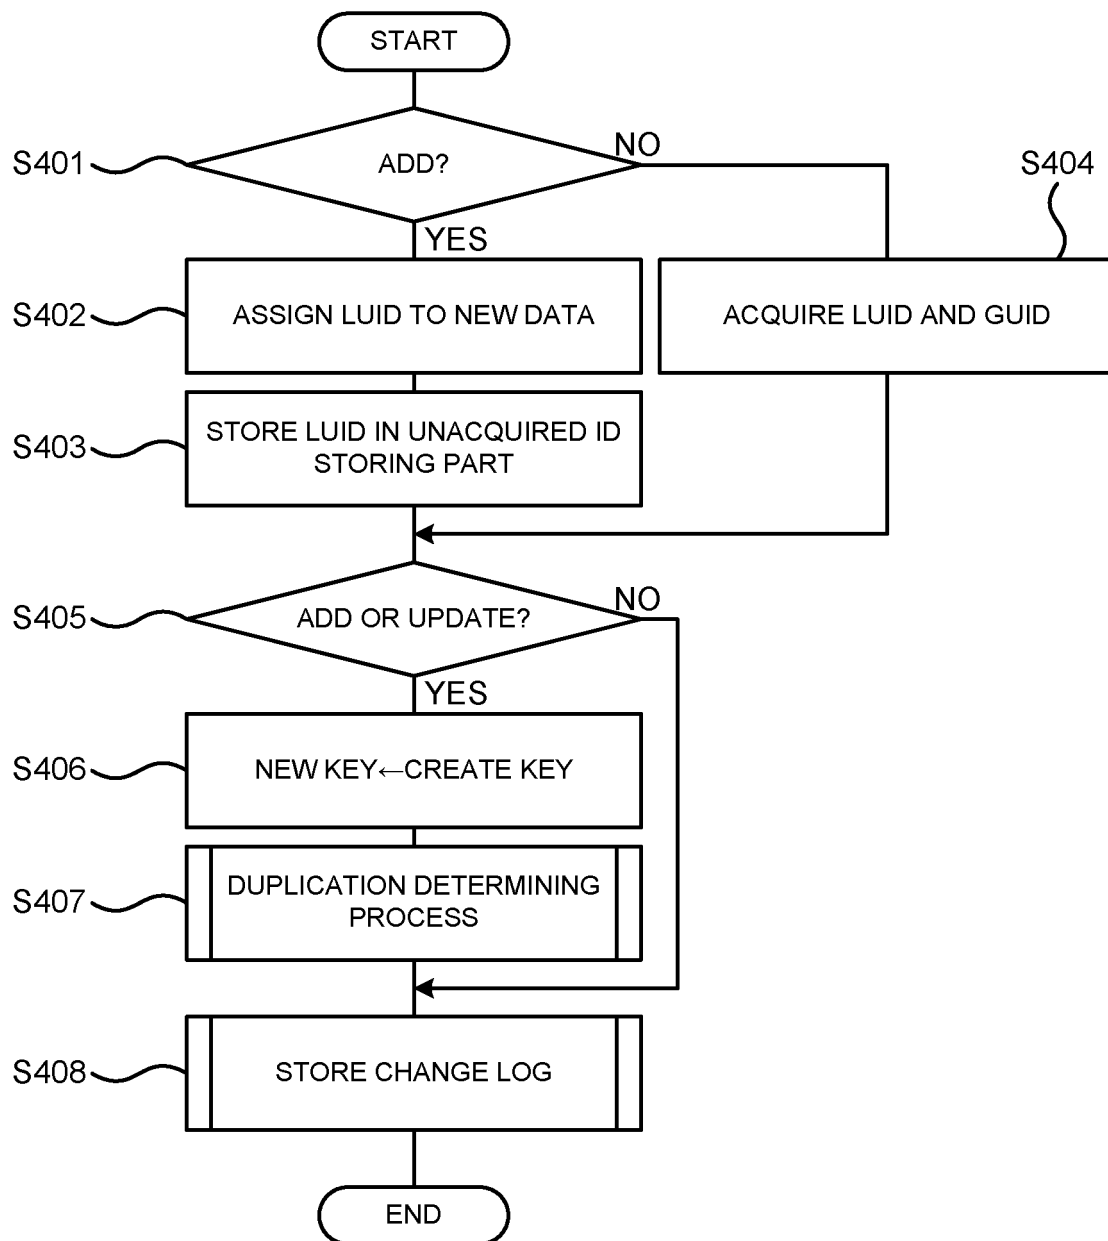 START
S401
ADD?
NO
S404
YES
S402
ASSIGN LUID TO NEW DATA
ACQUIRE LUID AND GUID
S403
STORE LUID IN UNACQUIRED ID
STORING PART
S405
ADD OR UPDATE?
NO
YES
S406
NEW KEY←CREATE KEY
S407
DUPLICATION DETERMINING
PROCESS
S408
STORE CHANGE LOG
END